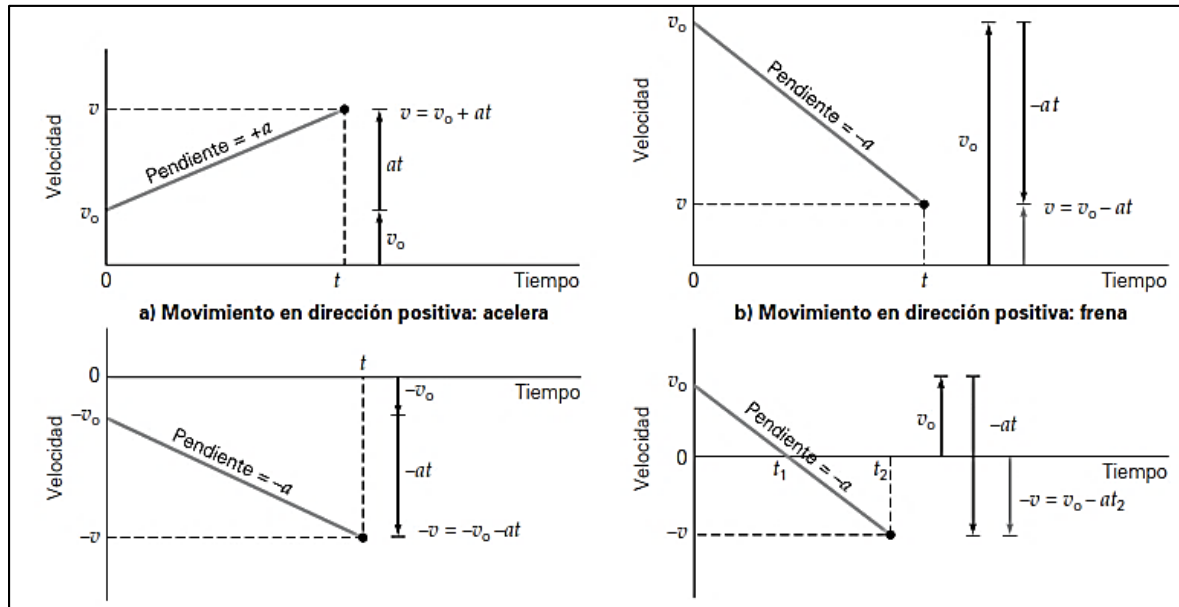 Velocidad
v
v₀
Pendiente = +a
v = v₀ + at
at
v₀
0
t
Tiempo
a) Movimiento en dirección positiva: acelera
Velocidad
v₀
v
Pendiente = –a
v₀
–at
v = v₀ – at
0
t
Tiempo
b) Movimiento en dirección positiva: frena
Velocidad
0
–v₀
–v
t
Tiempo
Pendiente = –a
–v₀
–at
–v = –v₀ – at
Velocidad
v₀
0
–v
Pendiente = –a
t₁
t₂
v₀
–at
Tiempo
–v = v₀ – at₂